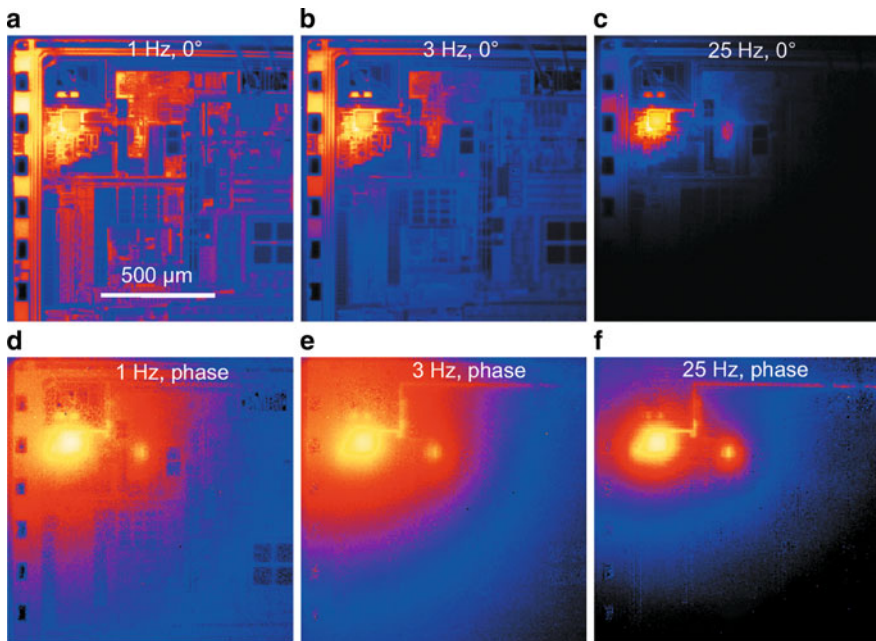 a
1 Hz, 0°
b
3 Hz, 0°
c
25 Hz, 0°
500 µm
d
1 Hz, phase
e
3 Hz, phase
f
25 Hz, phase